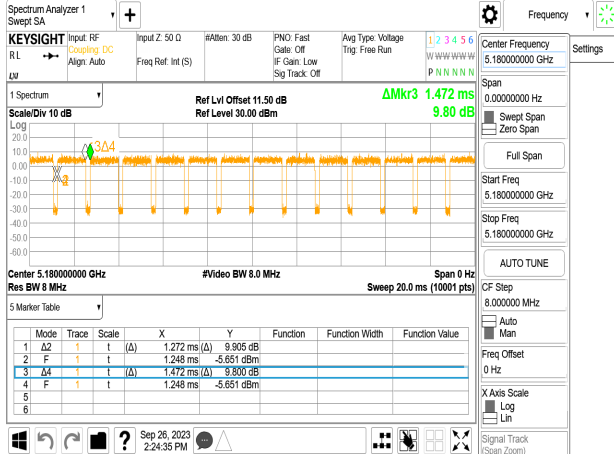 Spectrum Analyzer 1
Swept SA
Frequency
KEYSIGHT
RL
Input: RF
Coupling: DC
Align: Auto
Input Z: 50 Ω
Freq Ref: Int (S)
#Atten: 30 dB
PNO: Fast
Gate: Off
IF Gain: Low
Sig Track: Off
Avg Type: Voltage
Trig: Free Run
1 2 3 4 5 6
W W W W W W
P N N N N N
1 Spectrum
Scale/Div 10 dB
Ref Lvl Offset 11.50 dB
Ref Level 30.00 dBm
ΔMkr3 1.472 ms
9.80 dB
Log
20.0
10.0
0.00
-10.0
-20.0
-30.0
-40.0
-50.0
-60.0
3Δ4
Center 5.180000000 GHz
Res BW 8 MHz
#Video BW 8.0 MHz
Span 0 Hz
Sweep 20.0 ms (10001 pts)
5 Marker Table
Mode Trace Scale X Y Function Function Width Function Value
1 Δ2 1 t (Δ) 1.272 ms (Δ) 9.905 dB
2 F 1 t 1.248 ms -5.651 dBm
3 Δ4 1 t (Δ) 1.472 ms (Δ) 9.800 dB
4 F 1 t 1.248 ms -5.651 dBm
5
6
Sep 26, 2023
2:24:35 PM
Center Frequency
5.180000000 GHz
Settings
Span
0.00000000 Hz
Swept Span
Zero Span
Full Span
Start Freq
5.180000000 GHz
Stop Freq
5.180000000 GHz
AUTO TUNE
CF Step
8.000000 MHz
Auto
Man
Freq Offset
0 Hz
X Axis Scale
Log
Lin
Signal Track
(Span Zoom)